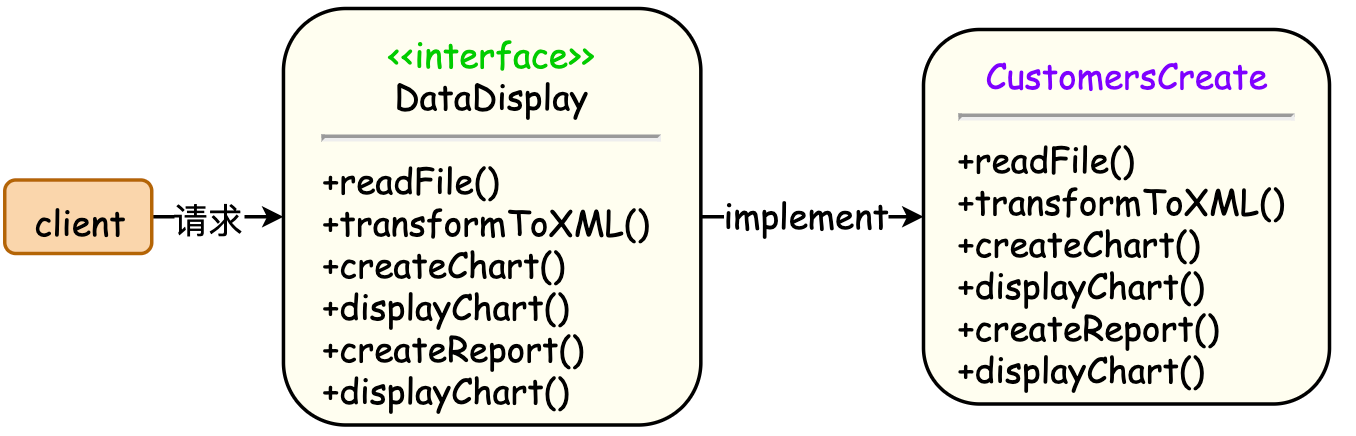 client
请求
<<interface>>
DataDisplay
+readFile()
+transformToXML()
+createChart()
+displayChart()
+createReport()
+displayChart()
implement
CustomersCreate
+readFile()
+transformToXML()
+createChart()
+displayChart()
+createReport()
+displayChart()